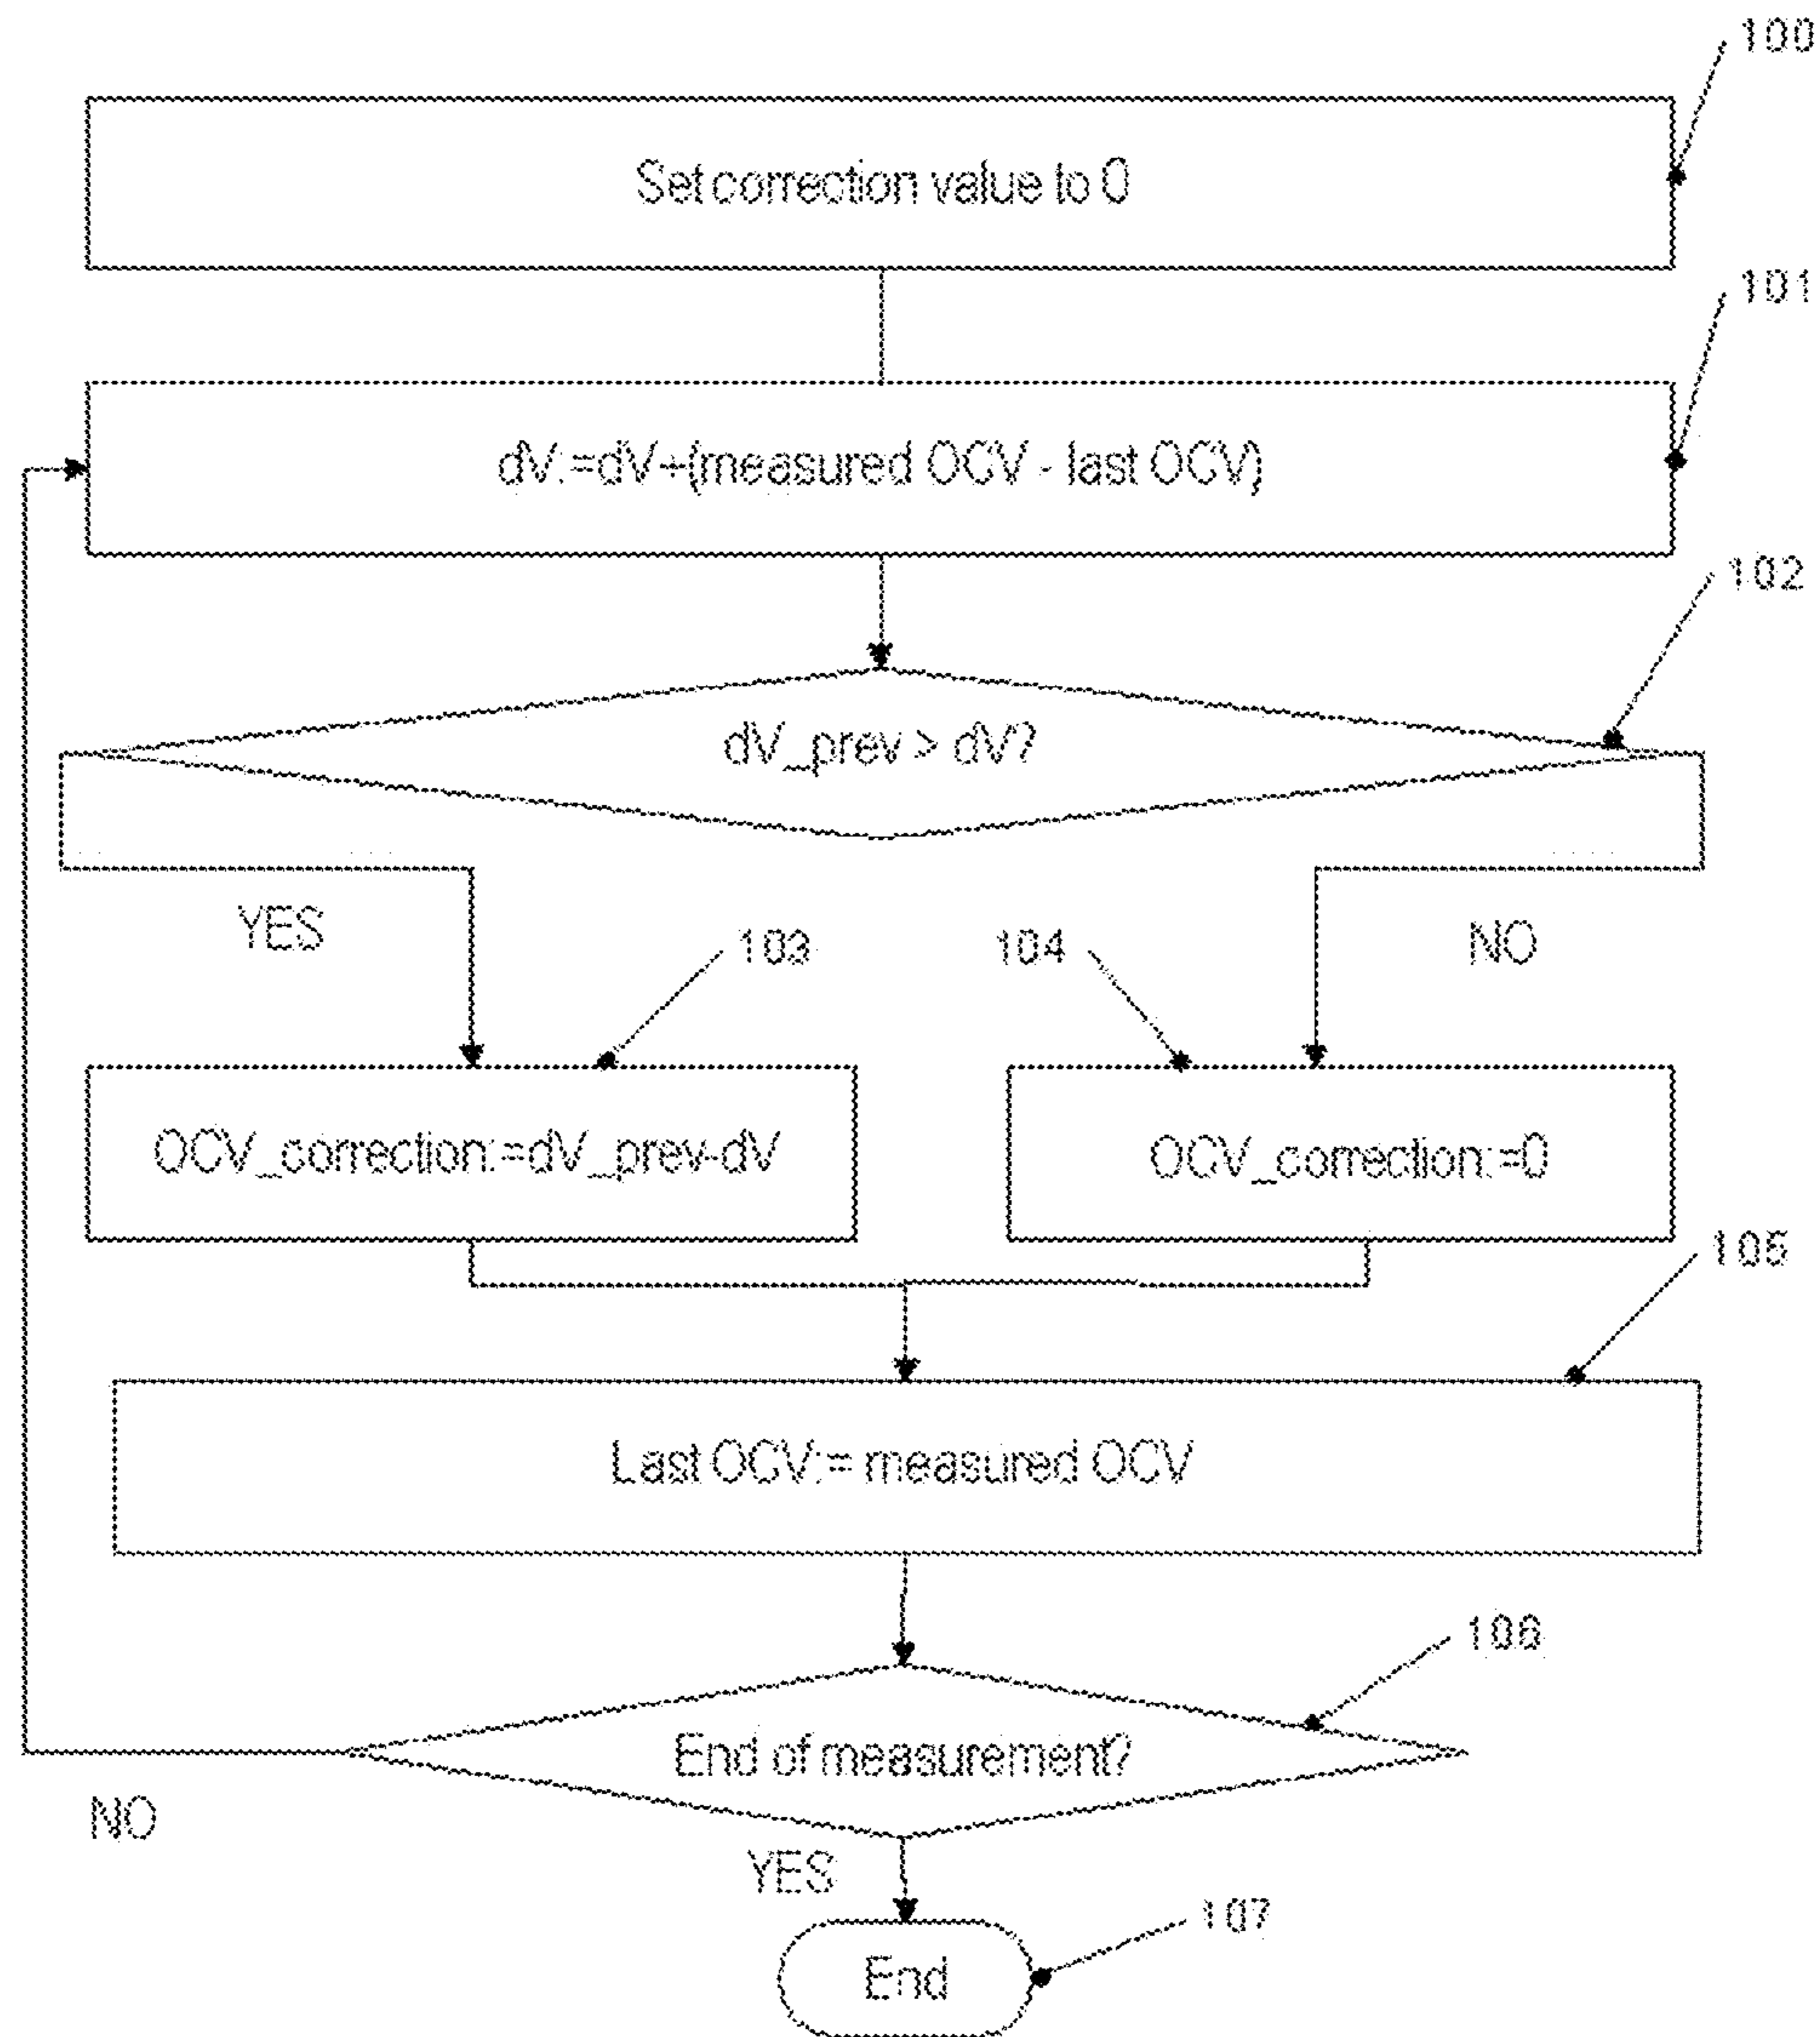 100
Set correction value to 0
101
dV:=dV+(measured OCV - last OCV)
102
dV_prev > dV?
YES
103
104
NO
OCV_correction:=dV_prev-dV
OCV_correction:=0
105
Last OCV:= measured OCV
106
End of measurement?
NO
YES
107
End